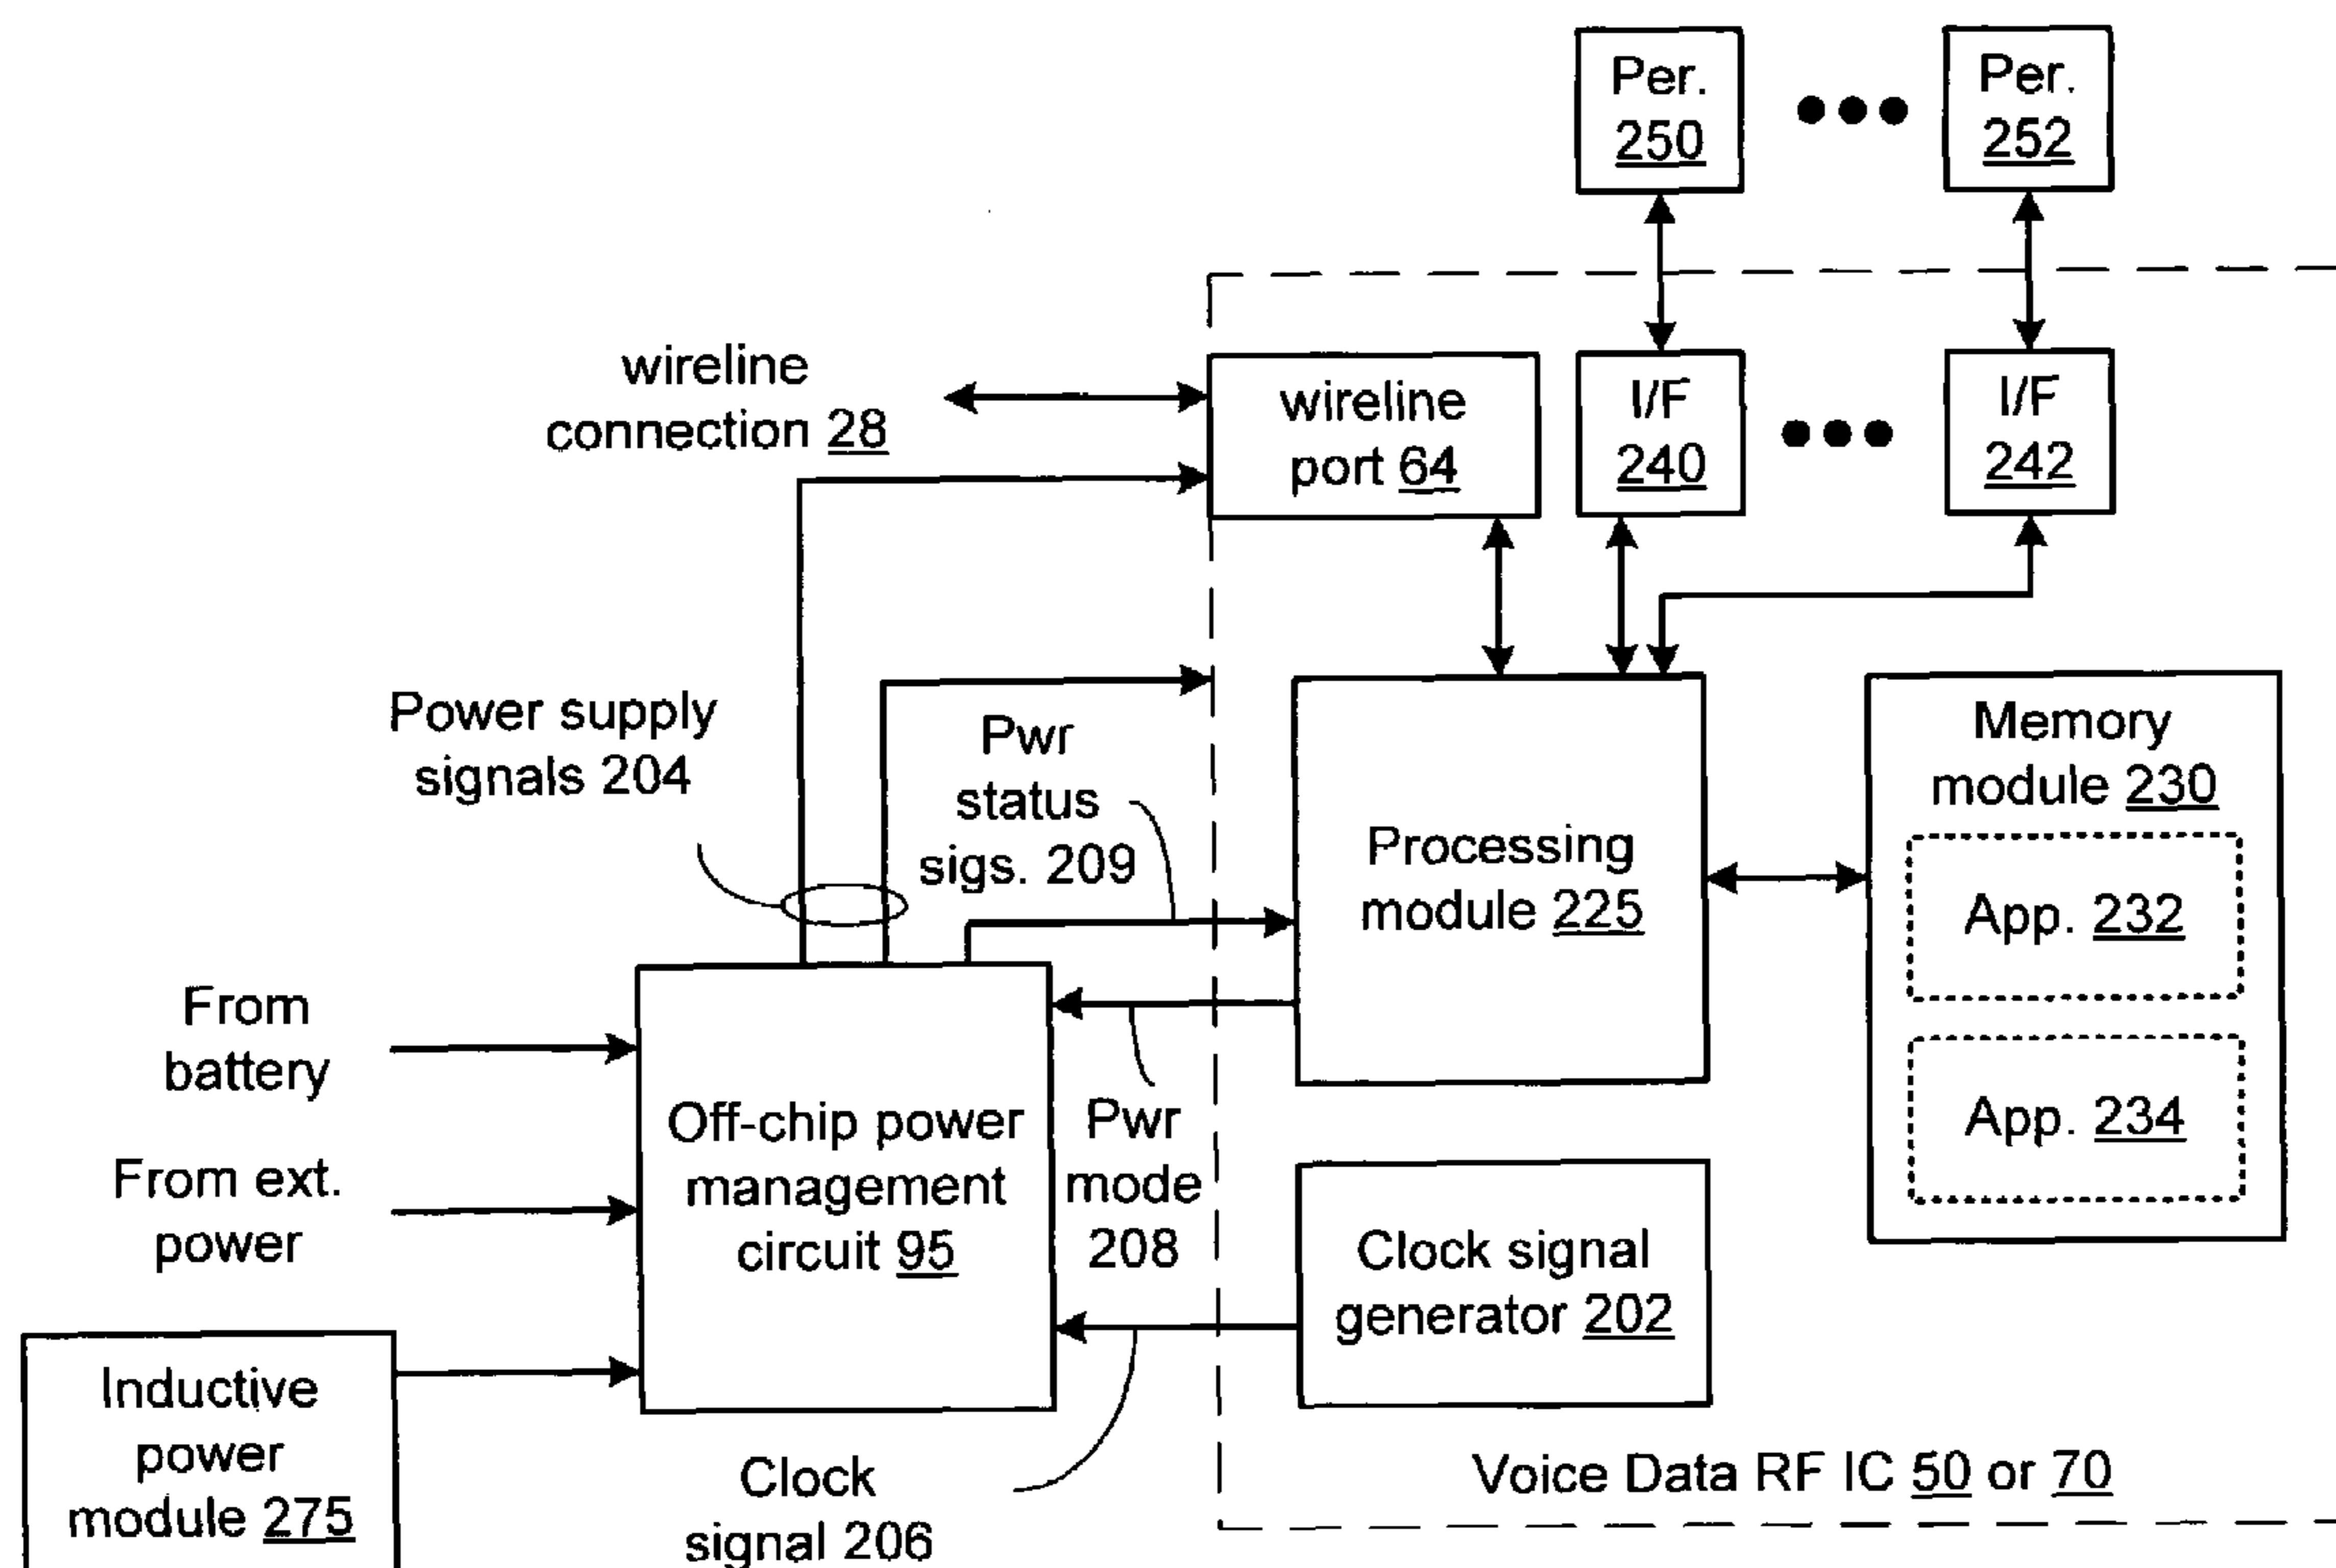 Per.
250
Per.
252
wireline
connection 28
wireline
port 64
I/F
240
I/F
242
Power supply
signals 204
Pwr
status
sigs. 209
Processing
module 225
Memory
module 230
App. 232
App. 234
From
battery
From ext.
power
Off-chip power
management
circuit 95
Pwr
mode
208
Clock signal
generator 202
Inductive
power
module 275
Clock
signal 206
Voice Data RF IC 50 or 70